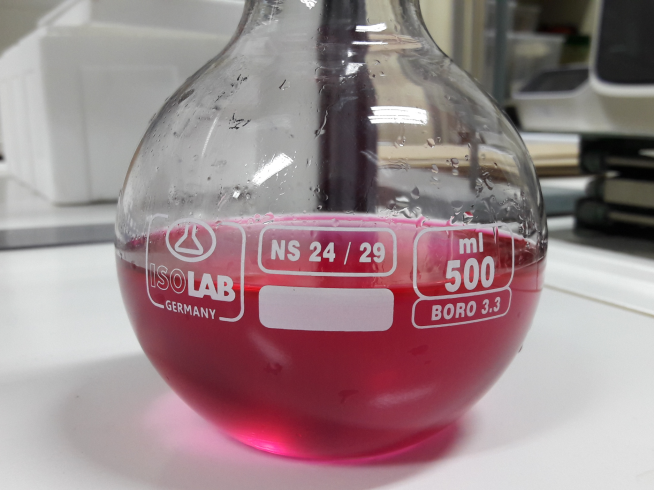 ISOLAB
GERMANY
NS 24 / 29
ml
500
BORO 3.3